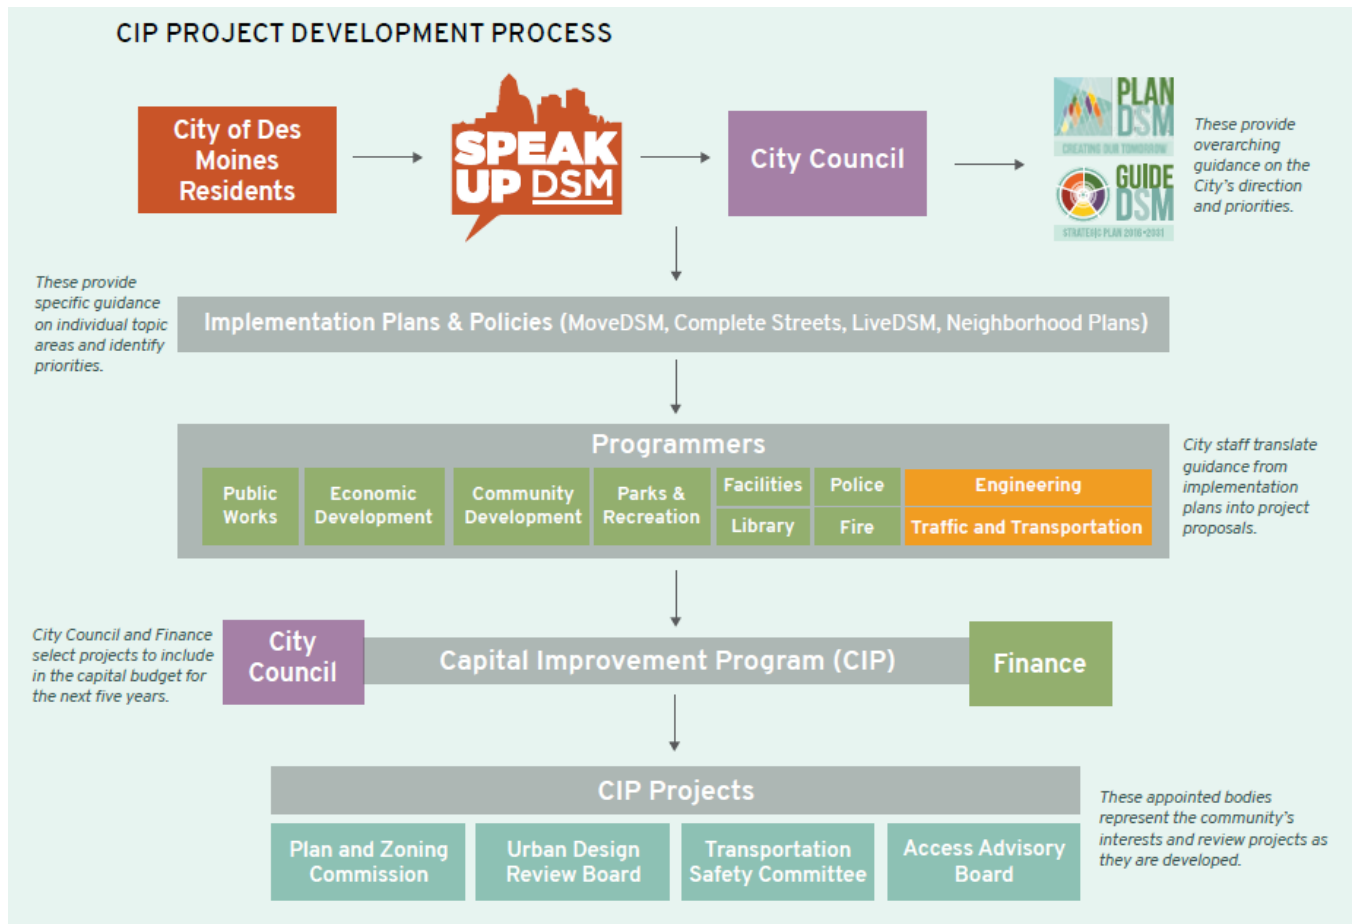 CIP PROJECT DEVELOPMENT PROCESS
City of Des
Moines
Residents
SPEAK
UP DSM
City Council
PLAN
DSM
CREATING OUR TOMORROW
GUIDE
DSM
STRATEGIC PLAN 2016•2031
These provide
overarching
guidance on the
City's direction
and priorities.
These provide
specific guidance
on individual topic
areas and identify
priorities.
Implementation Plans & Policies (MoveDSM, Complete Streets, LiveDSM, Neighborhood Plans)
Programmers
Public
Works
Economic
Development
Community
Development
Parks &
Recreation
Facilities
Library
Police
Fire
Engineering
Traffic and Transportation
City staff translate
guidance from
implementation
plans into project
proposals.
City Council and Finance
select projects to include
in the capital budget for
the next five years.
City
Council
Capital Improvement Program (CIP)
Finance
CIP Projects
Plan and Zoning
Commission
Urban Design
Review Board
Transportation
Safety Committee
Access Advisory
Board
These appointed bodies
represent the community's
interests and review projects as
they are developed.